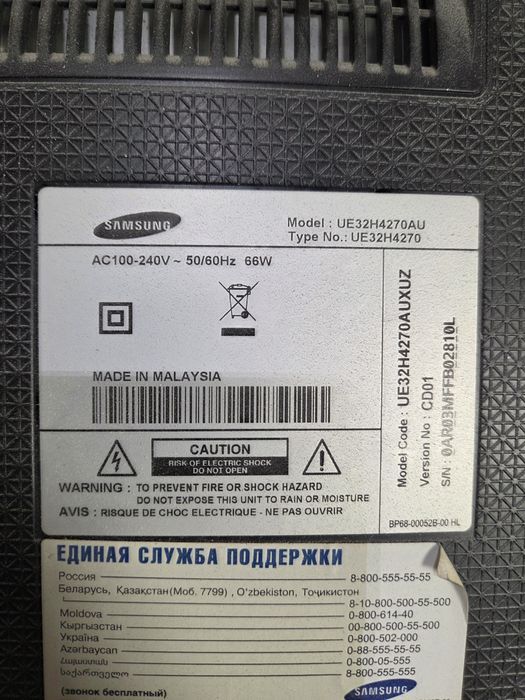 SAMSUNG
Model : UE32H4270AU
Type No.: UE32H4270
AC100-240V ~ 50/60Hz 66W
MADE IN MALAYSIA
CAUTION
RISK OF ELECTRIC SHOCK
DO NOT OPEN
WARNING : TO PREVENT FIRE OR SHOCK HAZARD
DO NOT EXPOSE THIS UNIT TO RAIN OR MOISTURE
AVIS : RISQUE DE CHOC ELECTRIQUE - NE PAS OUVRIR
Model Code : UE32H4270AUXUZ
Version No : CD01
S/N : 0AR03MFFB02810L
BP68-00052B-00 HL
ЕДИНАЯ СЛУЖБА ПОДДЕРЖКИ
Россия 8-800-555-55-55
Беларусь, Қазақстан(Моб. 7799) , O'zbekiston, Тоҷикистон
8-10-800-500-55-500
Moldova 0-800-614-40
Кыргызстан 00-800-500-55-500
Україна 0-800-502-000
Azərbaycan 0-88-555-55-55
Հայաստան 0-800-05-555
საქართველო 8-800-555-555
(звонок бесплатный)
SAMSUNG